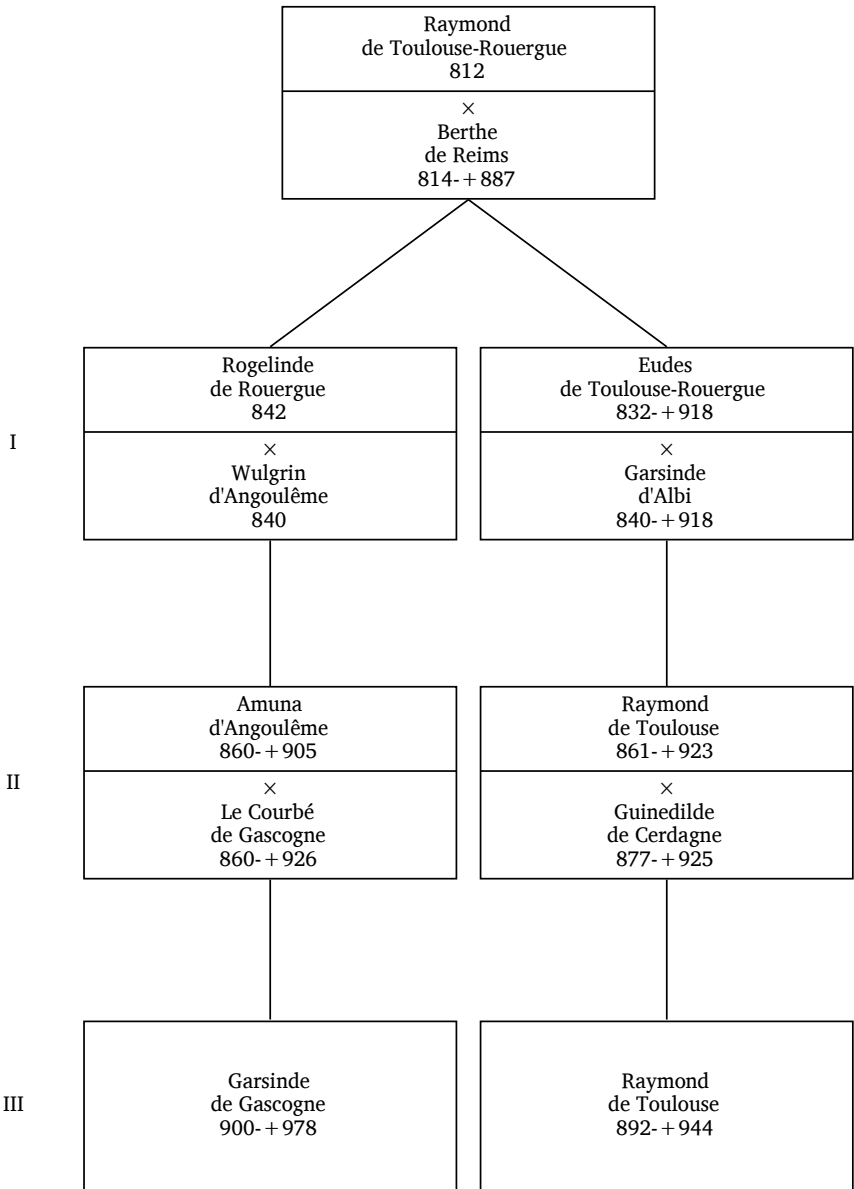 Raymond
de Toulouse-Rouergue
812
×
Berthe
de Reims
814-+887
I
Rogelinde
de Rouergue
842
×
Wulgrin
d'Angoulême
840
Eudes
de Toulouse-Rouergue
832-+918
×
Garsinde
d'Albi
840-+918
II
Amuna
d'Angoulême
860-+905
×
Le Courbé
de Gascogne
860-+926
Raymond
de Toulouse
861-+923
×
Guinedilde
de Cerdagne
877-+925
III
Garsinde
de Gascogne
900-+978
Raymond
de Toulouse
892-+944